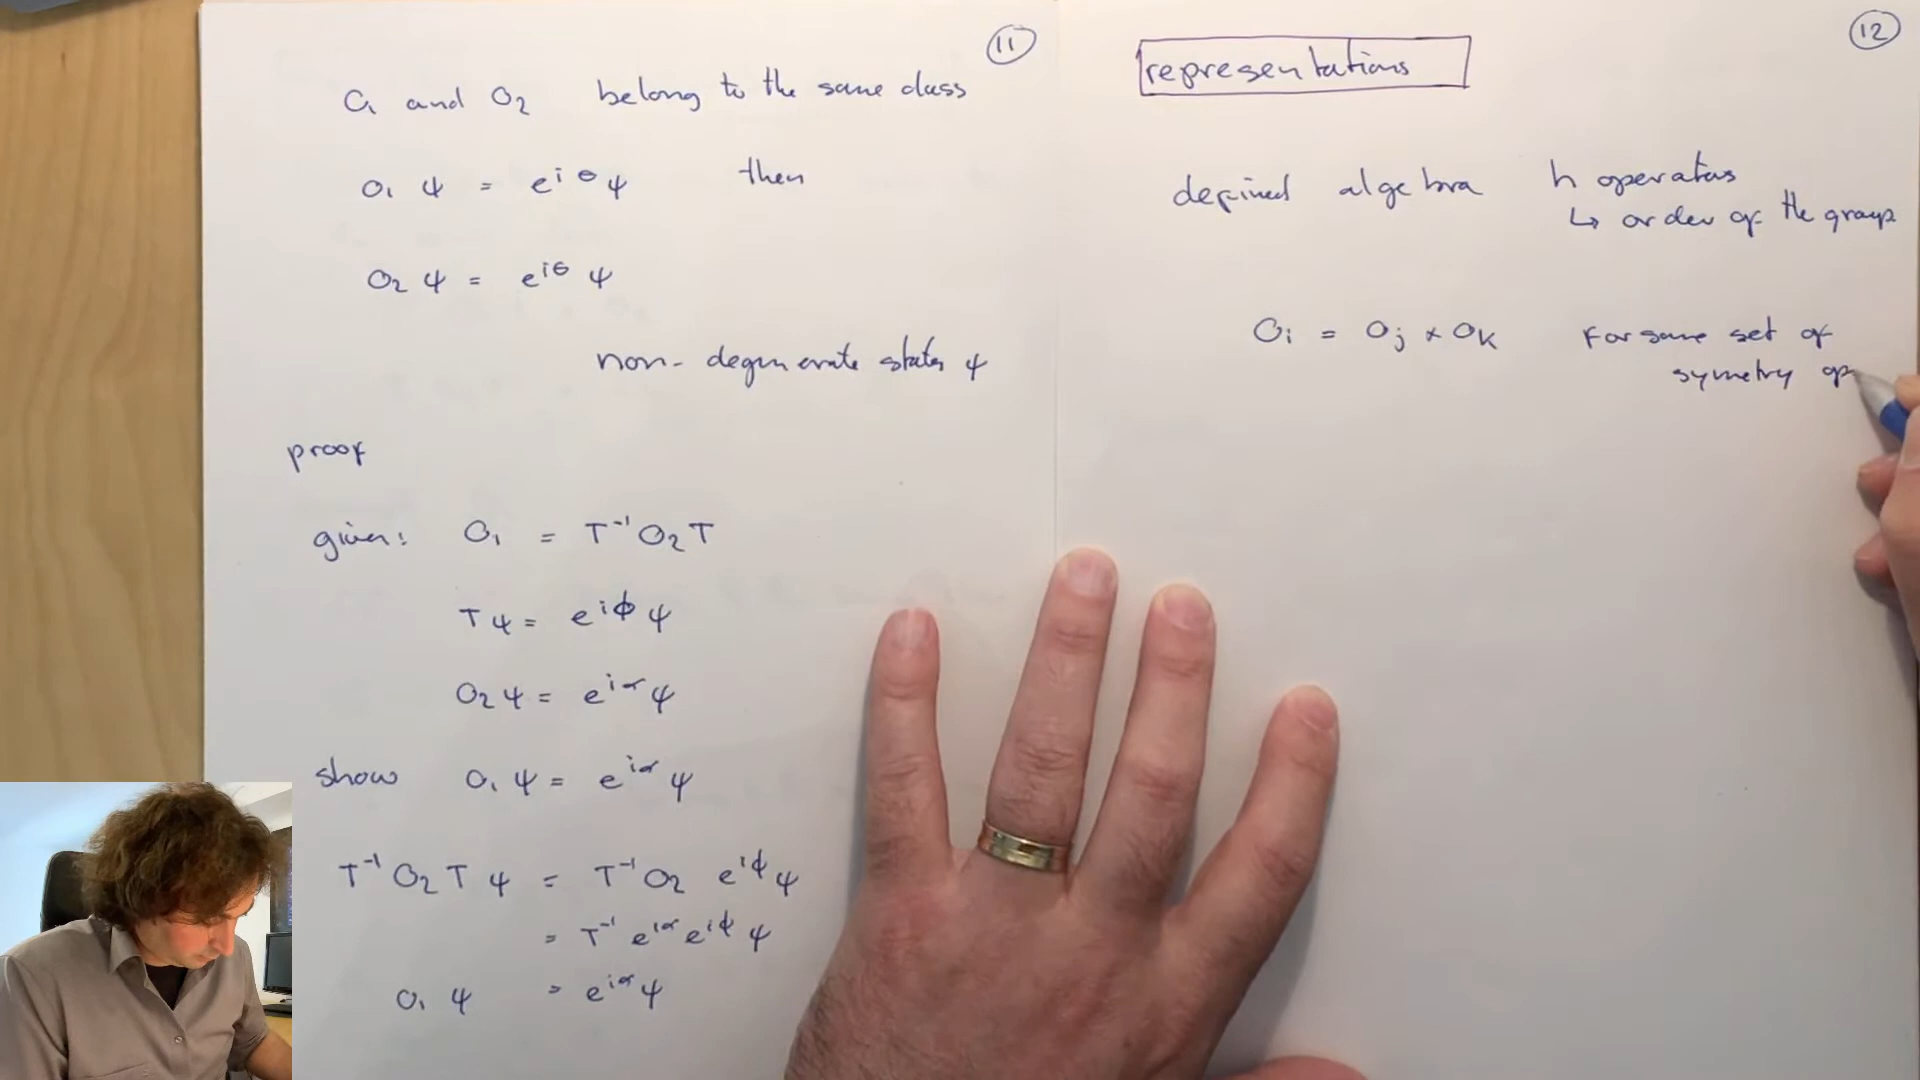 11
O₁ and O₂ belong to the same class
O₁ ψ = e^{iθ} ψ then
O₂ ψ = e^{iθ} ψ
non-degenerate states ψ
proof
given: O₁ = T⁻¹ O₂ T
Tψ = e^{iϕ} ψ
O₂ ψ = e^{iα} ψ
show O₁ ψ = e^{iα} ψ
T⁻¹ O₂ T ψ = T⁻¹ O₂ e^{iϕ} ψ
= T⁻¹ e^{iα} e^{iϕ} ψ
O₁ ψ = e^{iα} ψ
12
representations
defined algebra h operators
↳ order of the group
Oᵢ = Oⱼ × Oₖ for some set of
symetry op